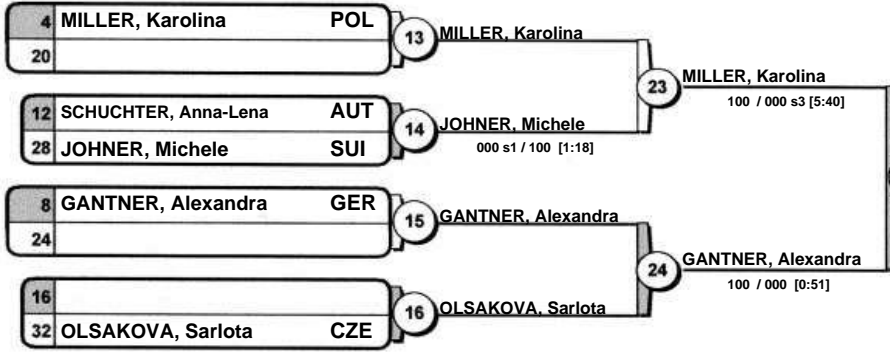 4 MILLER, Karolina POL
20
13 MILLER, Karolina
12 SCHUCHTER, Anna-Lena AUT
28 JOHNER, Michele SUI
14 JOHNER, Michele
000 s1 / 100 [1:18]
23 MILLER, Karolina
100 / 000 s3 [5:40]
8 GANTNER, Alexandra GER
24
15 GANTNER, Alexandra
16
32 OLSAKOVA, Sarlota CZE
16 OLSAKOVA, Sarlota
24 GANTNER, Alexandra
100 / 000 [0:51]